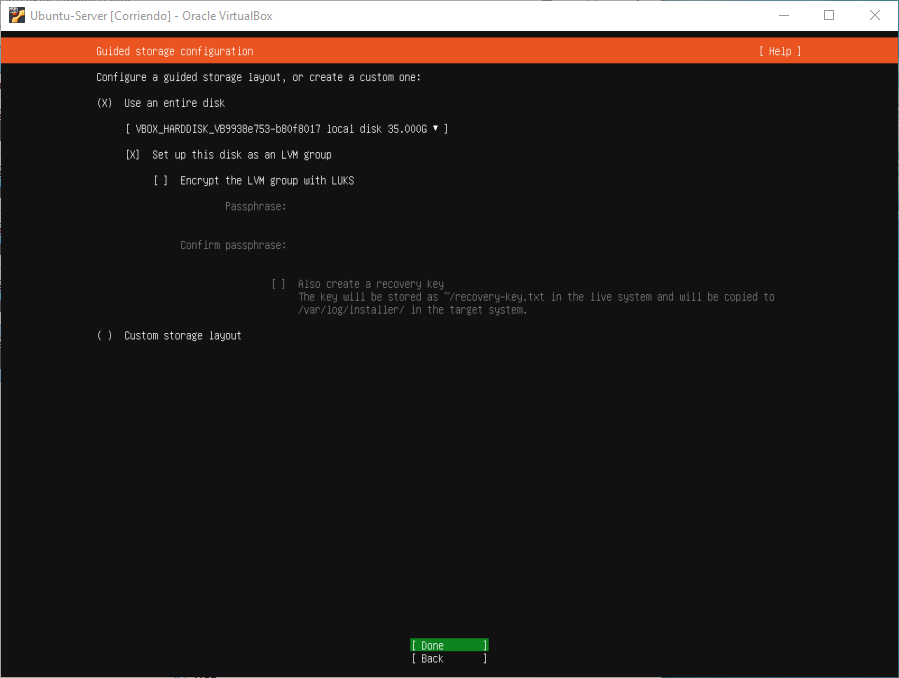 Ubuntu-Server [Corriendo] - Oracle VirtualBox
Guided storage configuration [ Help ]
Configure a guided storage layout, or create a custom one:
(X) Use an entire disk
[ VBOX_HARDDISK_VB9938e753-b80f8017 local disk 35.000G ▾ ]
[X] Set up this disk as an LVM group
[ ] Encrypt the LVM group with LUKS
Passphrase:
Confirm passphrase:
[ ] Also create a recovery key
The key will be stored as ~/recovery-key.txt in the live system and will be copied to
/var/log/installer/ in the target system.
( ) Custom storage layout
[ Done ]
[ Back ]